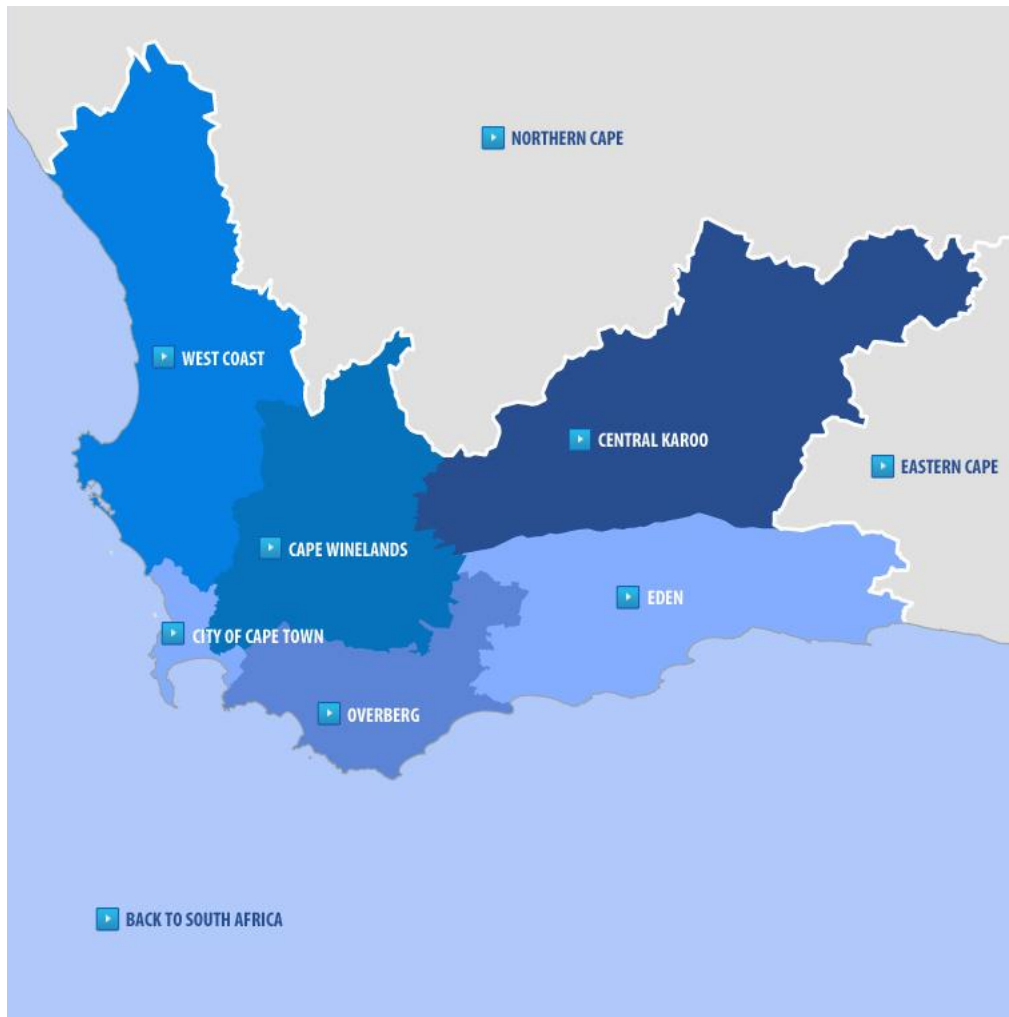 NORTHERN CAPE
WEST COAST
CENTRAL KAROO
EASTERN CAPE
CAPE WINELANDS
EDEN
CITY OF CAPE TOWN
OVERBERG
BACK TO SOUTH AFRICA